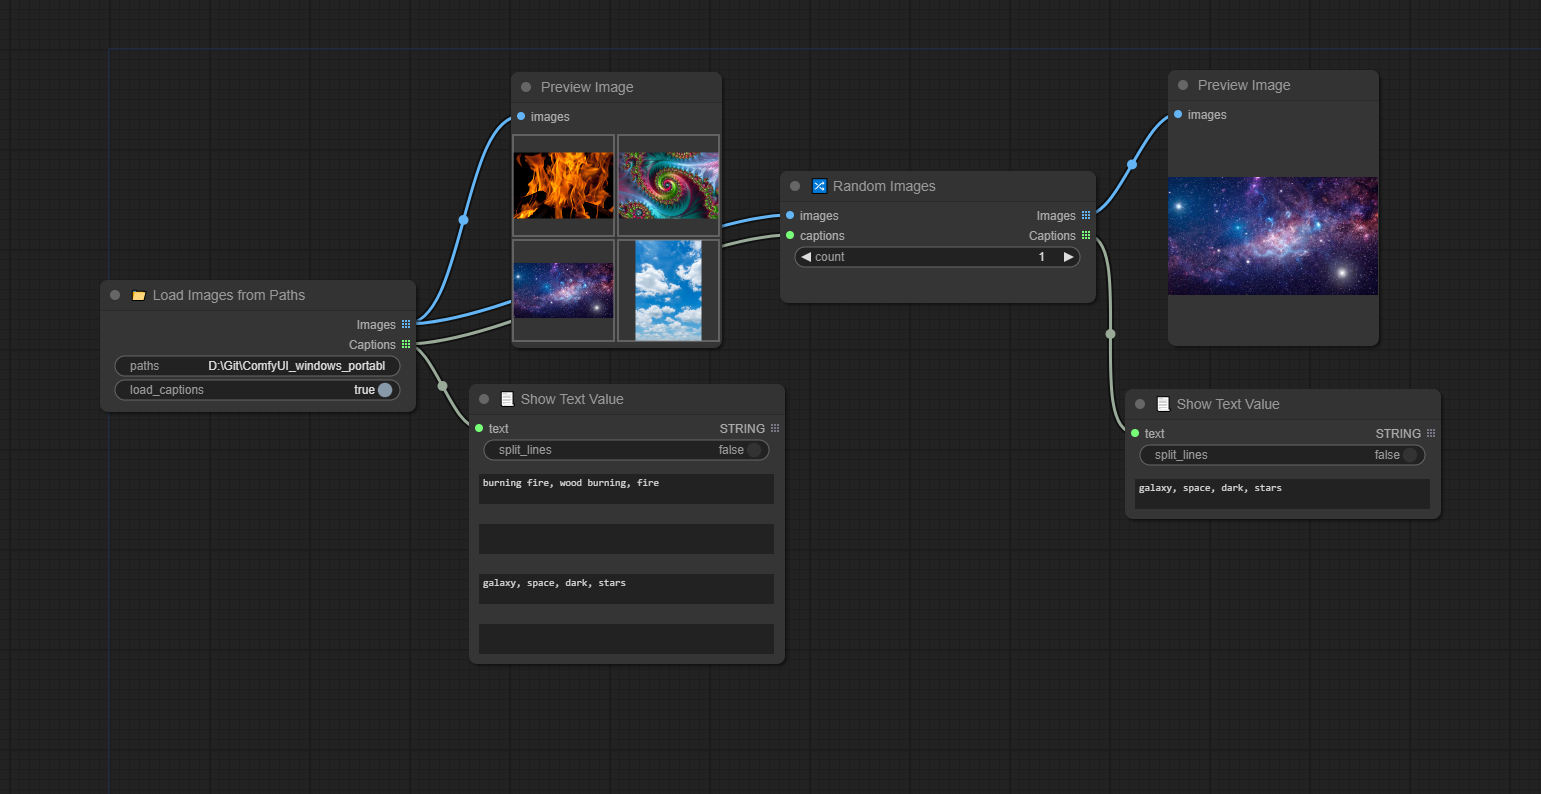 Load Images from Paths
Images
Captions
paths D:\Git\ComfyUI_windows_portabl
load_captions true
Preview Image
images
Show Text Value
text STRING
split_lines false
burning fire, wood burning, fire
galaxy, space, dark, stars
Random Images
images Images
captions Captions
count 1
Preview Image
images
Show Text Value
text STRING
split_lines false
galaxy, space, dark, stars